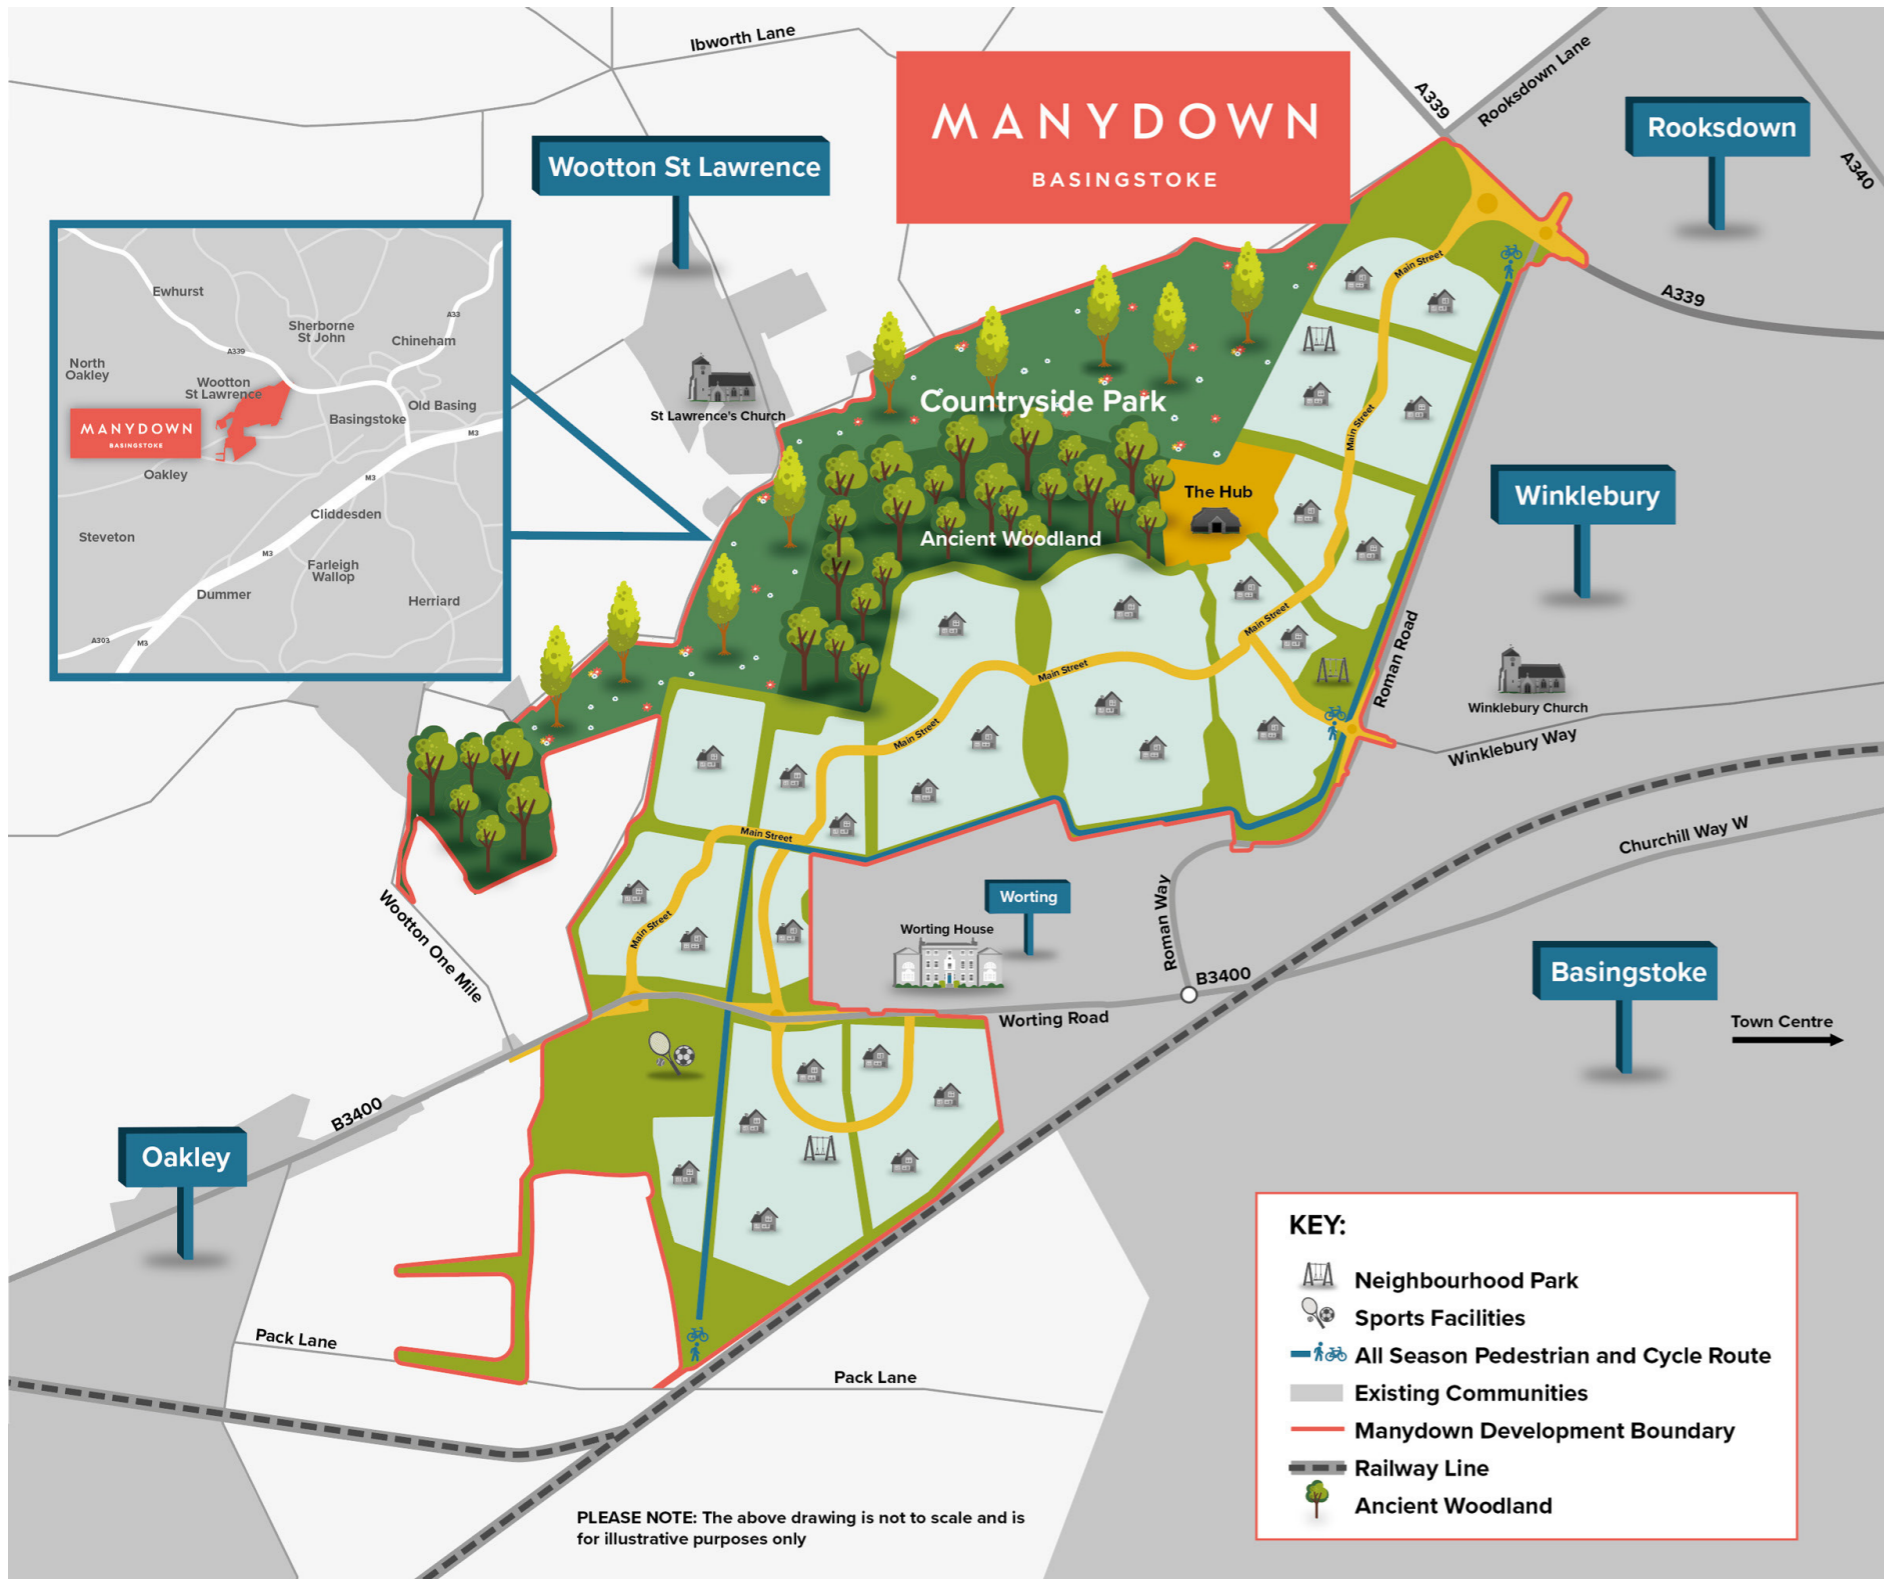 Ibworth Lane
MANYDOWN
BASINGSTOKE
A339
Rooksdown Lane
Rooksdown
A340
Wootton St Lawrence
Ewhurst
Sherborne
St John
Chineham
A33
A339
North
Oakley
Wootton
St Lawrence
MANYDOWN
BASINGSTOKE
Basingstoke
Old Basing
M3
Oakley
M3
Cliddesden
Steveton
M3
Farleigh
Wallop
Dummer
Herriard
A303
M3
St Lawrence's Church
Main Street
A339
Countryside Park
Main Street
The Hub
Ancient Woodland
Winklebury
Main Street
Roman Road
Main Street
Winklebury Church
Main Street
Winklebury Way
Main Street
Churchill Way W
Wootton One Mile
Main Street
Worting
Worting House
Roman Way
B3400
Worting Road
Basingstoke
Town Centre
B3400
Oakley
Pack Lane
Pack Lane
KEY:
Neighbourhood Park
Sports Facilities
All Season Pedestrian and Cycle Route
Existing Communities
Manydown Development Boundary
Railway Line
Ancient Woodland
PLEASE NOTE: The above drawing is not to scale and is
for illustrative purposes only